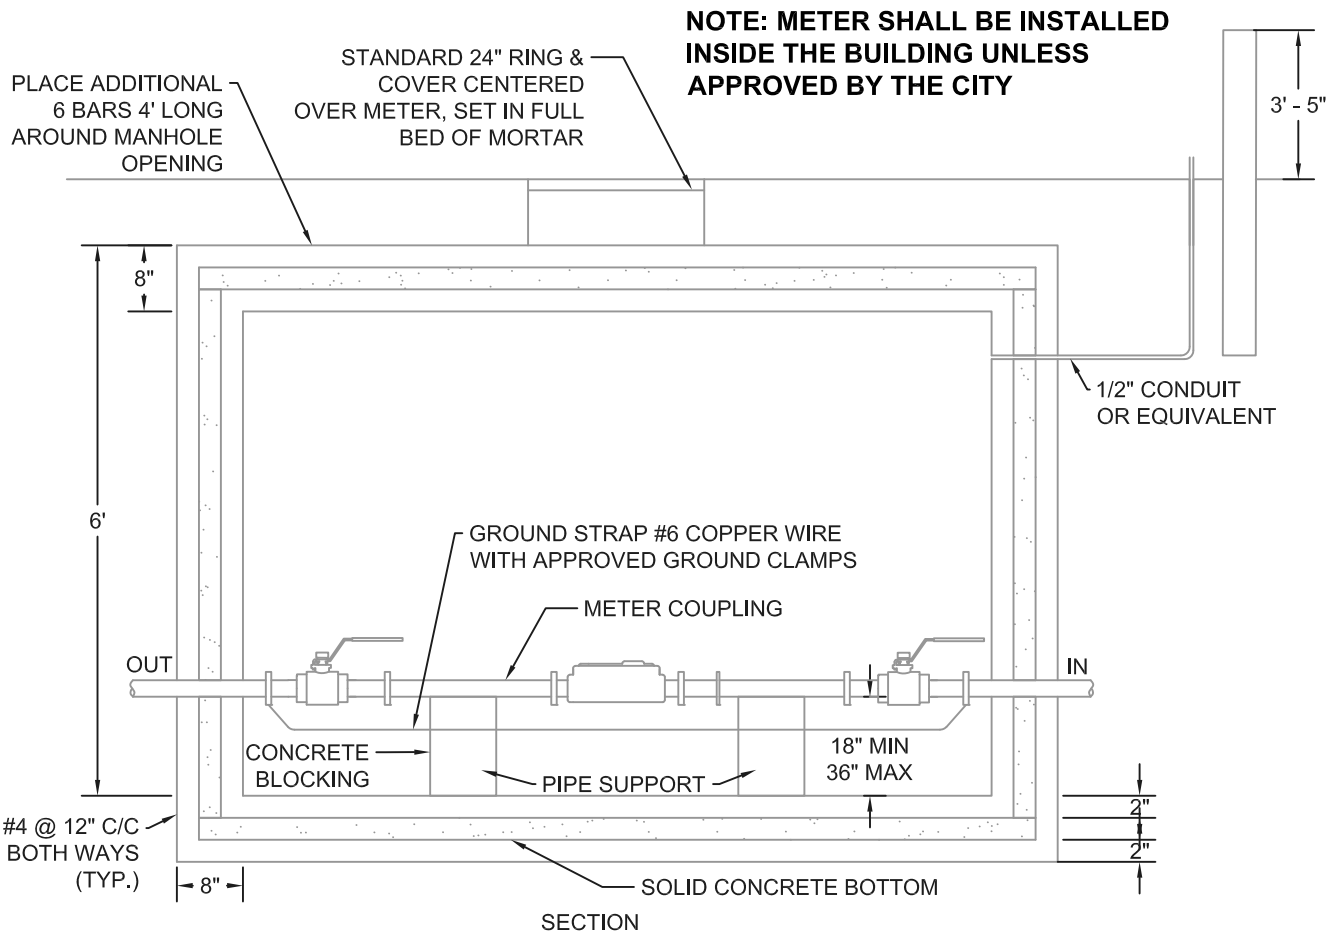 NOTE: METER SHALL BE INSTALLED
INSIDE THE BUILDING UNLESS
APPROVED BY THE CITY
STANDARD 24" RING &
COVER CENTERED
OVER METER, SET IN FULL
BED OF MORTAR
PLACE ADDITIONAL
6 BARS 4' LONG
AROUND MANHOLE
OPENING
3' - 5"
8"
1/2" CONDUIT
OR EQUIVALENT
6'
GROUND STRAP #6 COPPER WIRE
WITH APPROVED GROUND CLAMPS
METER COUPLING
OUT
IN
CONCRETE
BLOCKING
18" MIN
36" MAX
PIPE SUPPORT
2"
2"
#4 @ 12" C/C
BOTH WAYS
(TYP.)
8"
SOLID CONCRETE BOTTOM
SECTION